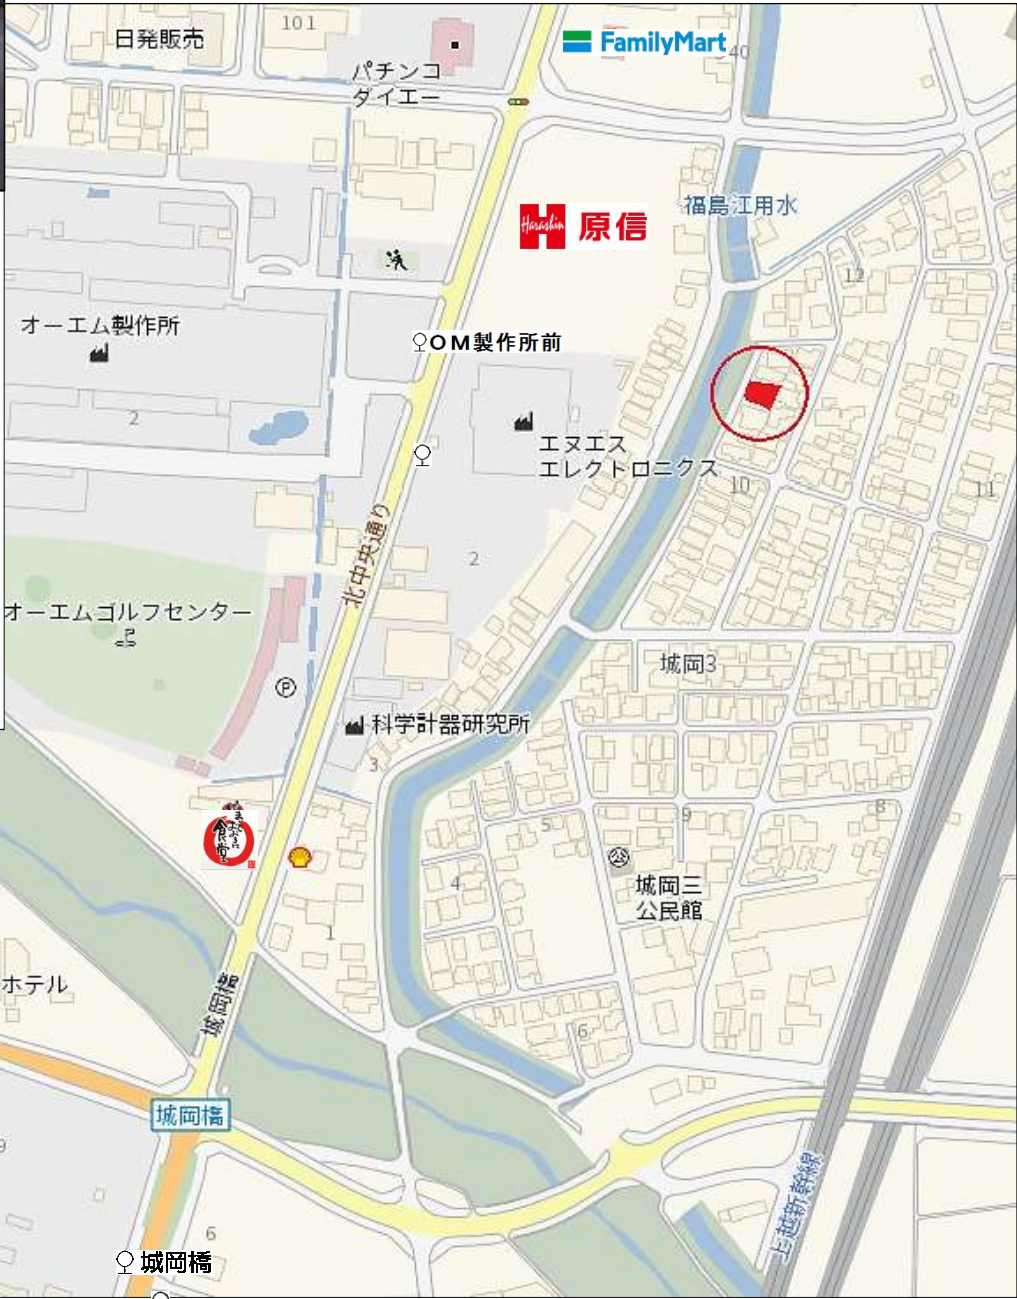 日発販売
101
パチンコ
ダイエー
FamilyMart
40
Harashin 原信
福島江用水
12
オーエム製作所
OM製作所前
2
エヌエス
エレクトロニクス
10
11
北中央通り
2
オーエムゴルフセンター
P
城岡3
科学計器研究所
3
食堂
5
9
8
公
4
城岡三
公民館
1
ホテル
城岡橋
6
城岡橋
9
上越新幹線
6
城岡橋